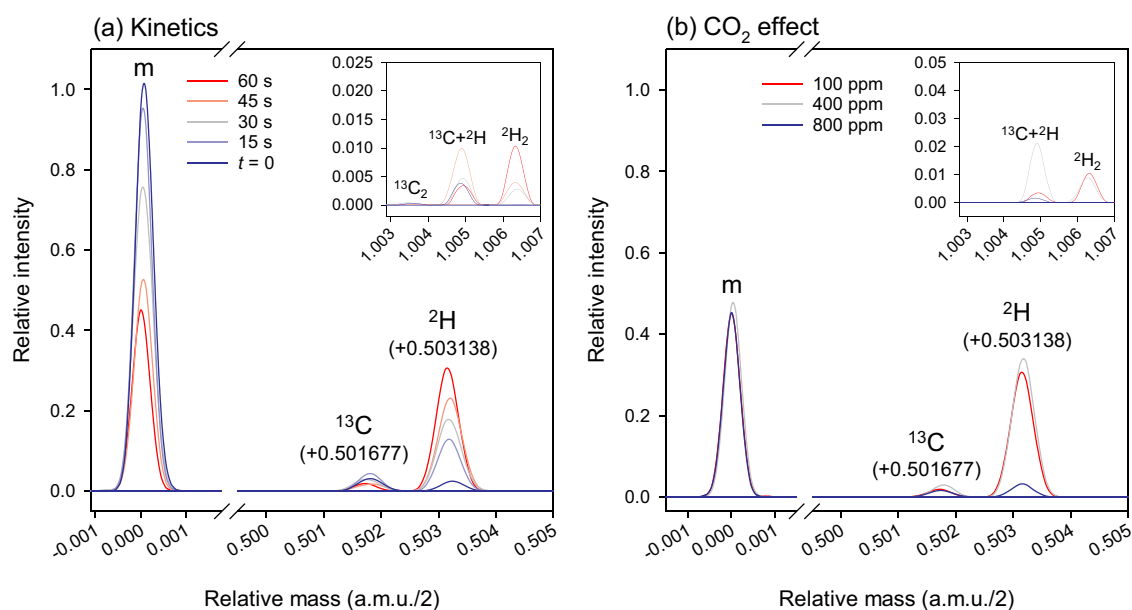 (a) Kinetics
m
60 s
45 s
30 s
15 s
t = 0
0.025
0.020
0.015
0.010
0.005
0.000
¹³C₂
¹³C+²H
²H₂
1.003
1.004
1.005
1.006
1.007
1.0
0.8
0.6
0.4
0.2
0.0
Relative intensity
²H
(+0.503138)
¹³C
(+0.501677)
-0.001
0.000
0.001
0.500
0.501
0.502
0.503
0.504
0.505
Relative mass (a.m.u./2)
(b) CO₂ effect
100 ppm
400 ppm
800 ppm
0.05
0.04
0.03
0.02
0.01
0.00
¹³C+²H
²H₂
1.003
1.004
1.005
1.006
1.007
1.0
0.8
0.6
0.4
0.2
0.0
Relative intensity
m
²H
(+0.503138)
¹³C
(+0.501677)
-0.001
0.000
0.001
0.500
0.501
0.502
0.503
0.504
0.505
Relative mass (a.m.u./2)